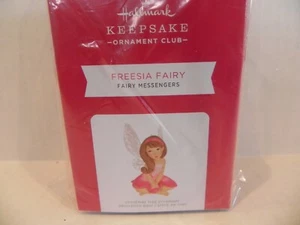 Hallmark
KEEPSAKE
—ORNAMENT CLUB—
FREESIA FAIRY
FAIRY MESSENGERS